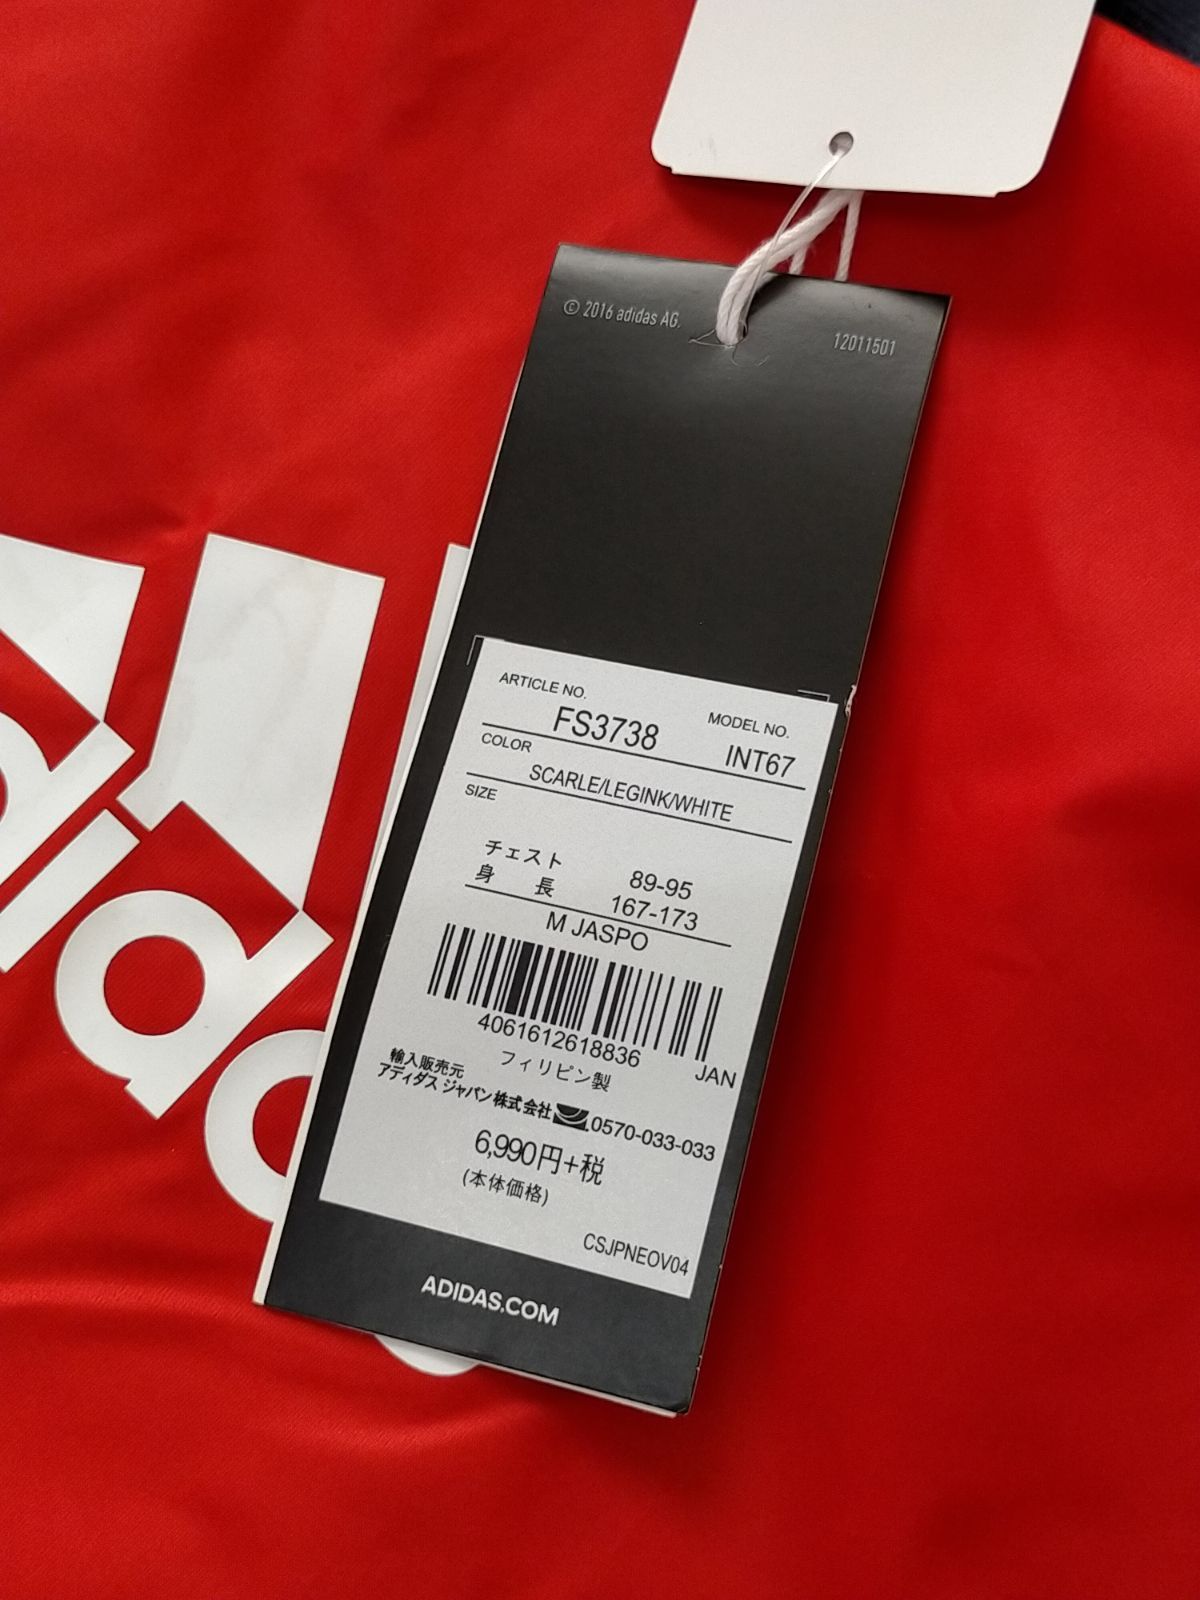 © 2016 adidas AG.
12011501
ARTICLE NO.
MODEL NO.
FS3738
INT67
COLOR
SCARLE/LEGINK/WHITE
SIZE
チェスト 89-95
身 長 167-173
M JASPO
4061612618836
JAN
フィリピン製
輸入販売元
アディダス ジャパン株式会社 0570-033-033
6,990円+税
(本体価格)
CSJPNEOV04
ADIDAS.COM